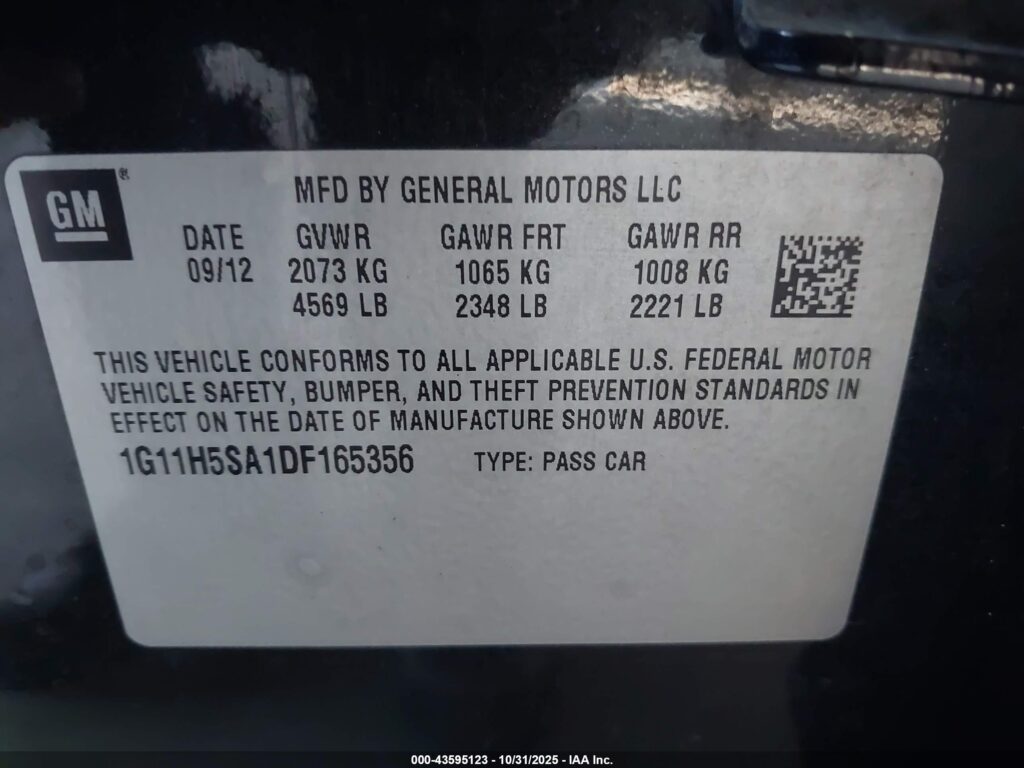 GM®
MFD BY GENERAL MOTORS LLC
DATE GVWR GAWR FRT GAWR RR
09/12 2073 KG 1065 KG 1008 KG
4569 LB 2348 LB 2221 LB
THIS VEHICLE CONFORMS TO ALL APPLICABLE U.S. FEDERAL MOTOR
VEHICLE SAFETY, BUMPER, AND THEFT PREVENTION STANDARDS IN
EFFECT ON THE DATE OF MANUFACTURE SHOWN ABOVE.
1G11H5SA1DF165356 TYPE: PASS CAR
000-43595123 - 10/31/2025 - IAA Inc.